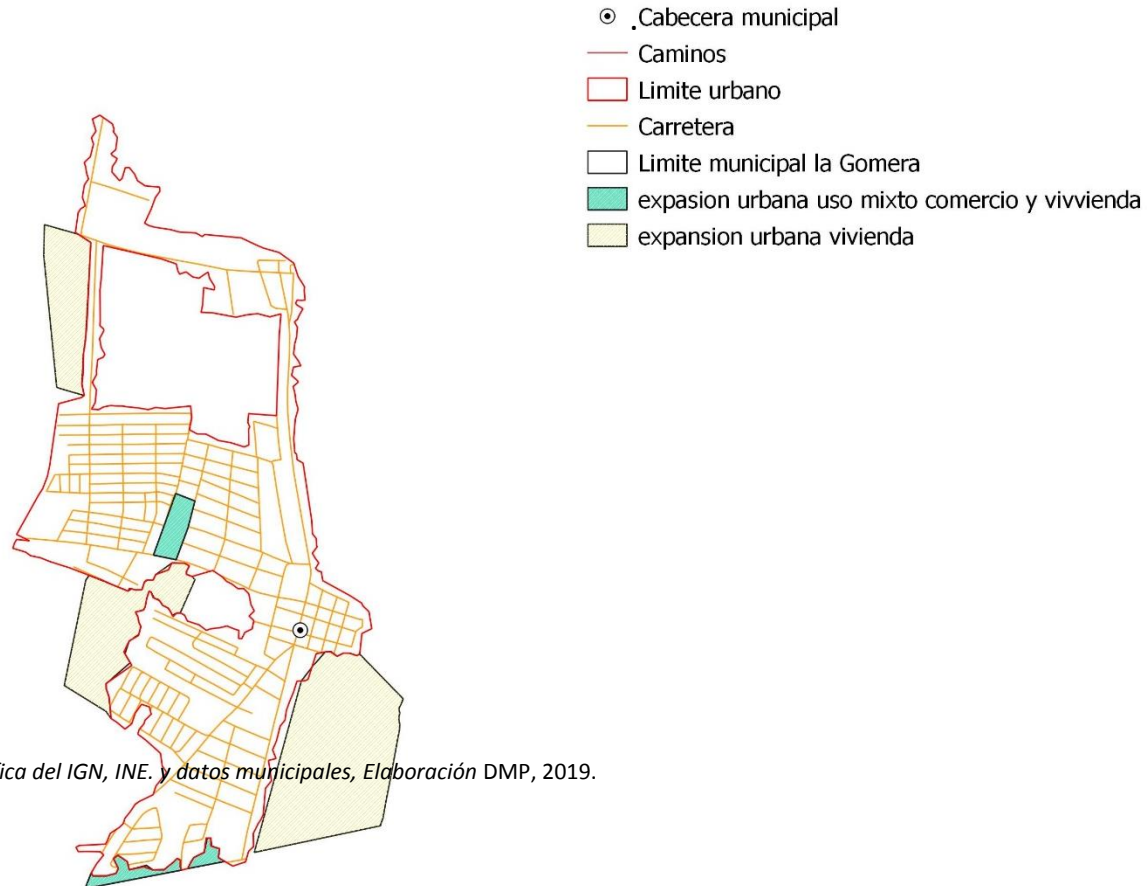 .Cabecera municipal
Caminos
Limite urbano
Carretera
Limite municipal la Gomera
expasion urbana uso mixto comercio y vivvienda
expansion urbana vivienda
fica del IGN, INE. y datos municipales, Elaboración DMP, 2019.